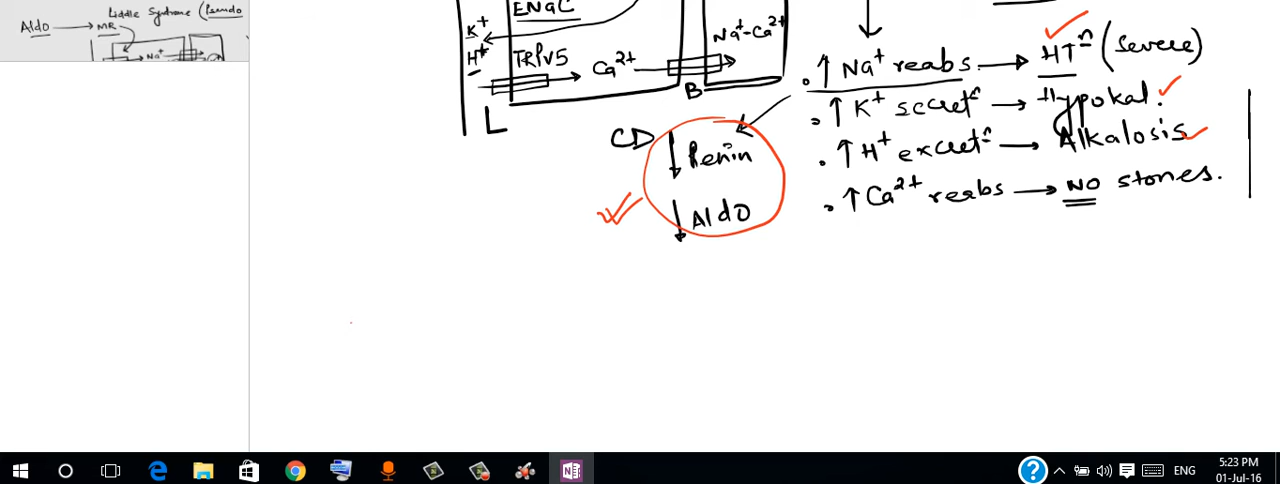 Liddle Syndrome (Pseudo
Aldo → MR
Na+
ENaC
K+
H+
TRPV5
Ca2+
Na+-Ca2+
B
L
CD
↓ Renin
↓ Aldo
. ↑ Na+ reabs → HTn (Severe)
. ↑ K+ secretn → Hypokal.
. ↑ H+ excretn → Alkalosis
. ↑ Ca2+ reabs → NO stones.
ENG
5:23 PM
01-Jul-16